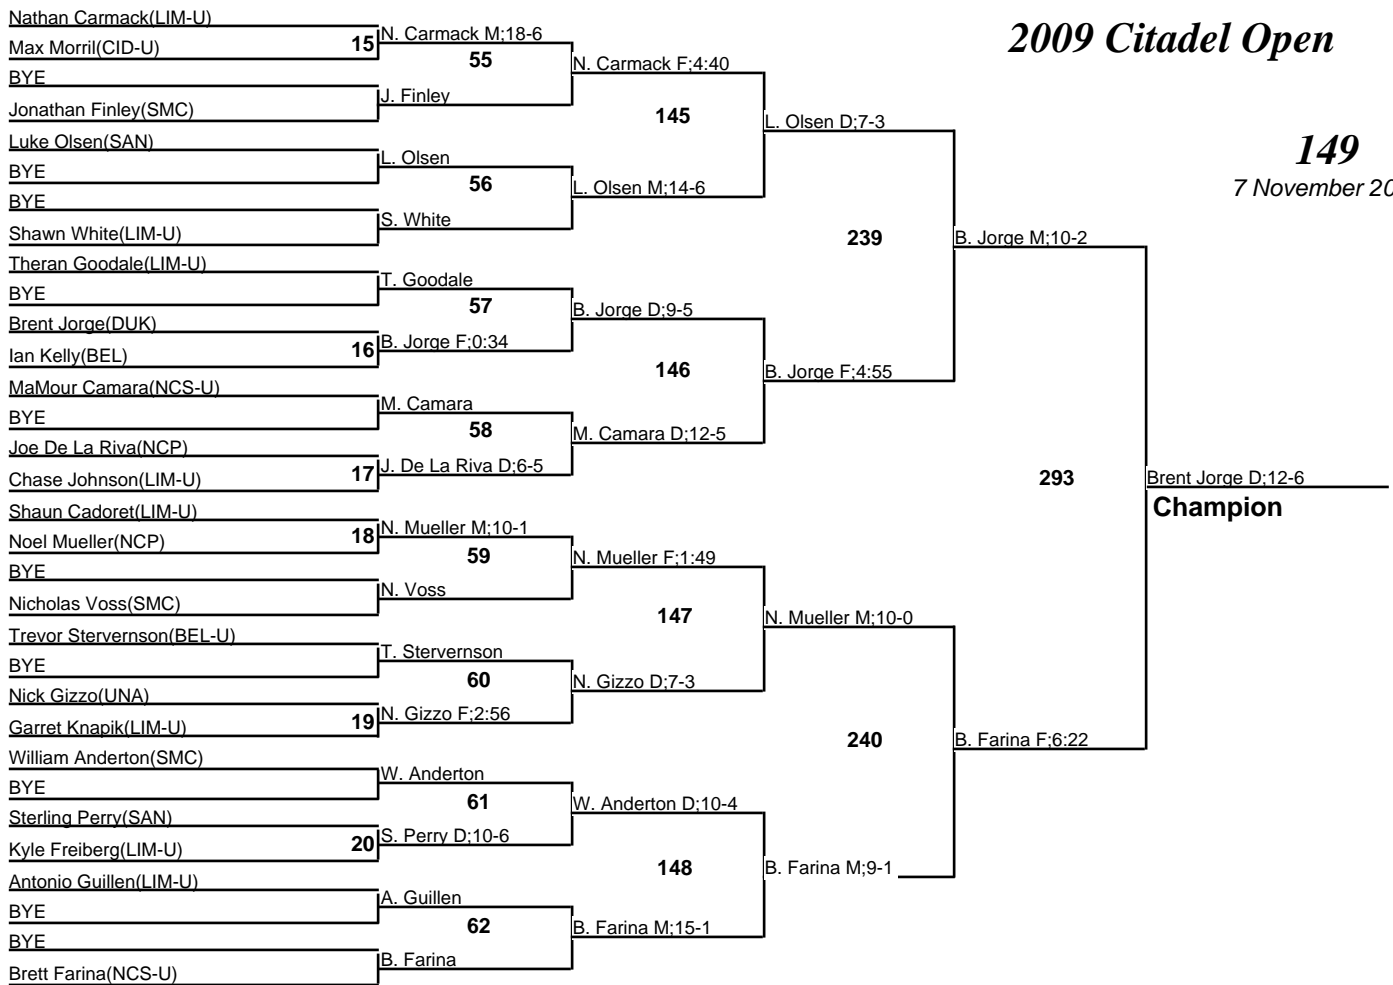 2009 Citadel Open
149
7 November 20
Nathan Carmack(LIM-U)
Max Morril(CID-U)
BYE
Jonathan Finley(SMC)
Luke Olsen(SAN)
BYE
BYE
Shawn White(LIM-U)
Theran Goodale(LIM-U)
BYE
Brent Jorge(DUK)
Ian Kelly(BEL)
MaMour Camara(NCS-U)
BYE
Joe De La Riva(NCP)
Chase Johnson(LIM-U)
Shaun Cadoret(LIM-U)
Noel Mueller(NCP)
BYE
Nicholas Voss(SMC)
Trevor Stervernson(BEL-U)
BYE
Nick Gizzo(UNA)
Garret Knapik(LIM-U)
William Anderton(SMC)
BYE
Sterling Perry(SAN)
Kyle Freiberg(LIM-U)
Antonio Guillen(LIM-U)
BYE
BYE
Brett Farina(NCS-U)
15
16
17
18
19
20
N. Carmack M;18-6
J. Finley
L. Olsen
S. White
T. Goodale
B. Jorge F;0:34
M. Camara
J. De La Riva D;6-5
N. Mueller M;10-1
N. Voss
T. Stervernson
N. Gizzo F;2:56
W. Anderton
S. Perry D;10-6
A. Guillen
B. Farina
55
56
57
58
59
60
61
62
N. Carmack F;4:40
L. Olsen M;14-6
B. Jorge D;9-5
M. Camara D;12-5
N. Mueller F;1:49
N. Gizzo D;7-3
W. Anderton D;10-4
B. Farina M;15-1
145
146
147
148
L. Olsen D;7-3
B. Jorge F;4:55
N. Mueller M;10-0
B. Farina M;9-1
239
240
B. Jorge M;10-2
B. Farina F;6:22
293
Brent Jorge D;12-6
Champion